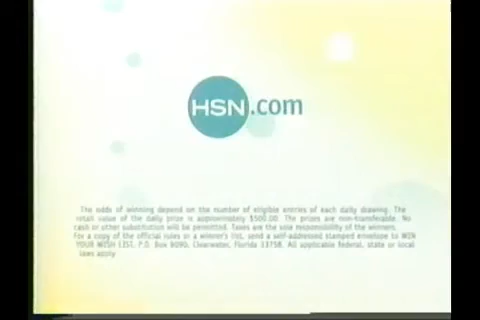 HSN.com
The odds of winning depend on the number of eligible entries of each daily drawing. The
retail value of the daily prize is approximately $500.00. The prizes are non-transferable. No
cash or other substitution will be permitted. Taxes are the sole responsibility of the winners.
For a copy of the official rules or a winner's list, send a self-addressed stamped envelope to WIN
YOUR WISH LIST, P.O. Box 9090, Clearwater, Florida 33758. All applicable federal, state or local
laws apply